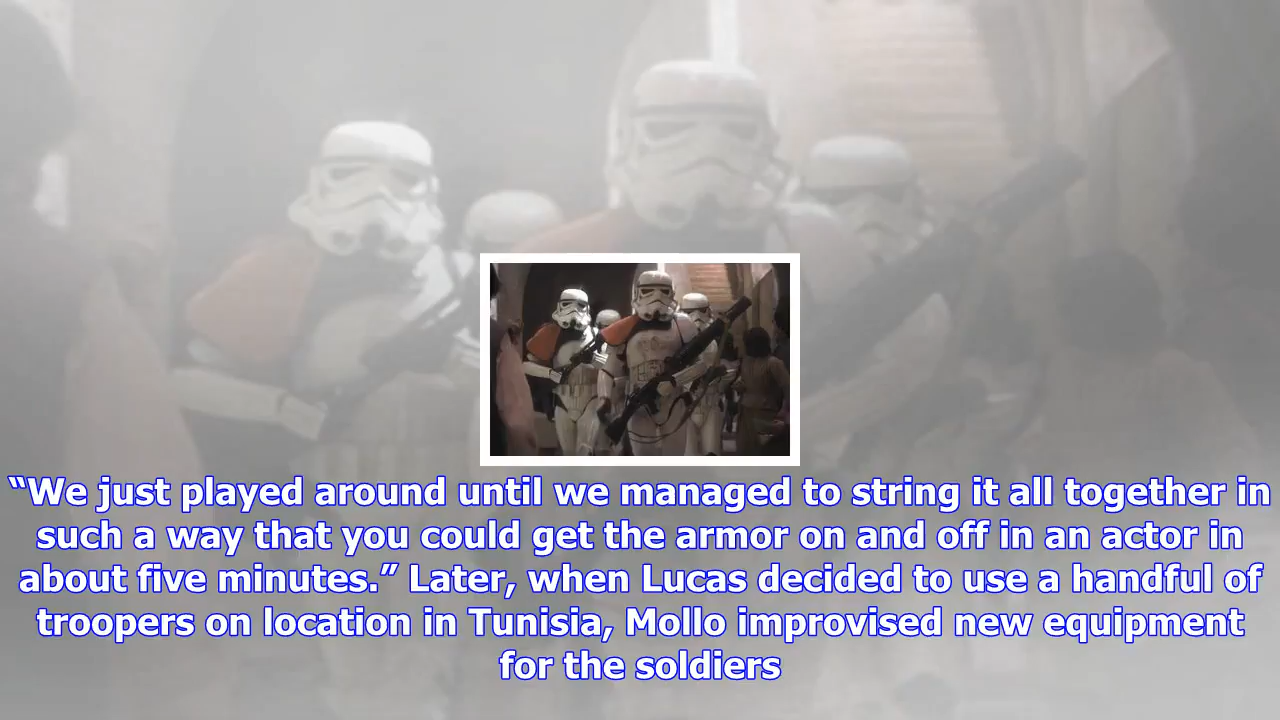 “We just played around until we managed to string it all together in
such a way that you could get the armor on and off in an actor in
about five minutes.” Later, when Lucas decided to use a handful of
troopers on location in Tunisia, Mollo improvised new equipment
for the soldiers